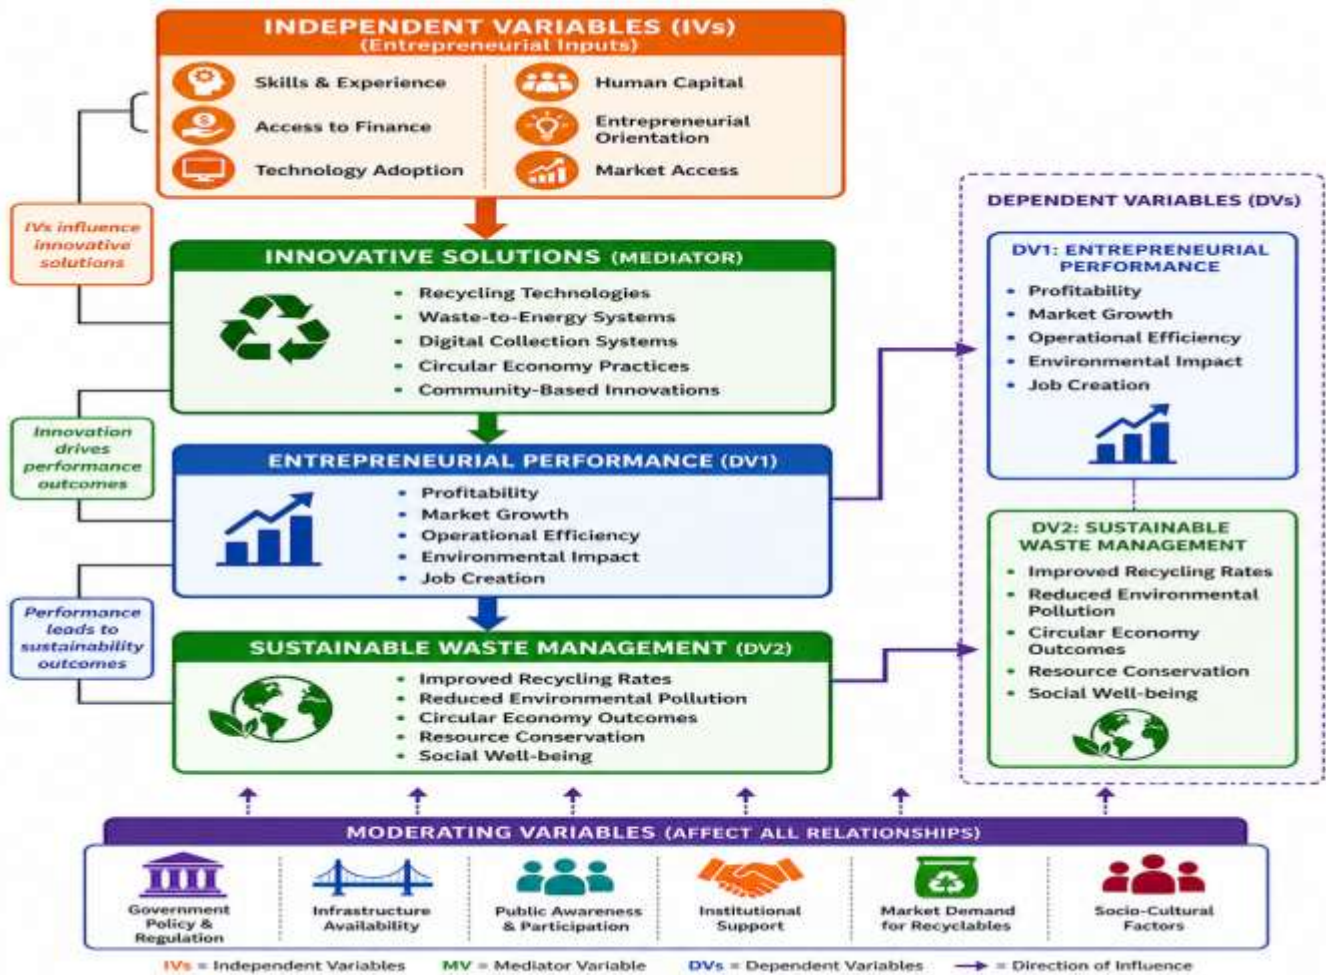 INDEPENDENT VARIABLES (IVs)
(Entrepreneurial Inputs)
Skills & Experience
Human Capital
Access to Finance
Entrepreneurial
Orientation
Technology Adoption
Market Access
IVs influence
innovative
solutions
INNOVATIVE SOLUTIONS (MEDIATOR)
• Recycling Technologies
• Waste-to-Energy Systems
• Digital Collection Systems
• Circular Economy Practices
• Community-Based Innovations
Innovation
drives
performance
outcomes
ENTREPRENEURIAL PERFORMANCE (DV1)
• Profitability
• Market Growth
• Operational Efficiency
• Environmental Impact
• Job Creation
Performance
leads to
sustainability
outcomes
SUSTAINABLE WASTE MANAGEMENT (DV2)
• Improved Recycling Rates
• Reduced Environmental Pollution
• Circular Economy Outcomes
• Resource Conservation
• Social Well-being
DEPENDENT VARIABLES (DVs)
DV1: ENTREPRENEURIAL
PERFORMANCE
• Profitability
• Market Growth
• Operational Efficiency
• Environmental Impact
• Job Creation
DV2: SUSTAINABLE
WASTE MANAGEMENT
• Improved Recycling Rates
• Reduced Environmental
Pollution
• Circular Economy
Outcomes
• Resource Conservation
• Social Well-being
MODERATING VARIABLES (AFFECT ALL RELATIONSHIPS)
Government
Policy &
Regulation
Infrastructure
Availability
Public Awareness
& Participation
Institutional
Support
Market Demand
for Recyclables
Socio-Cultural
Factors
IVs = Independent Variables MV = Mediator Variable DVs = Dependent Variables → = Direction of Influence